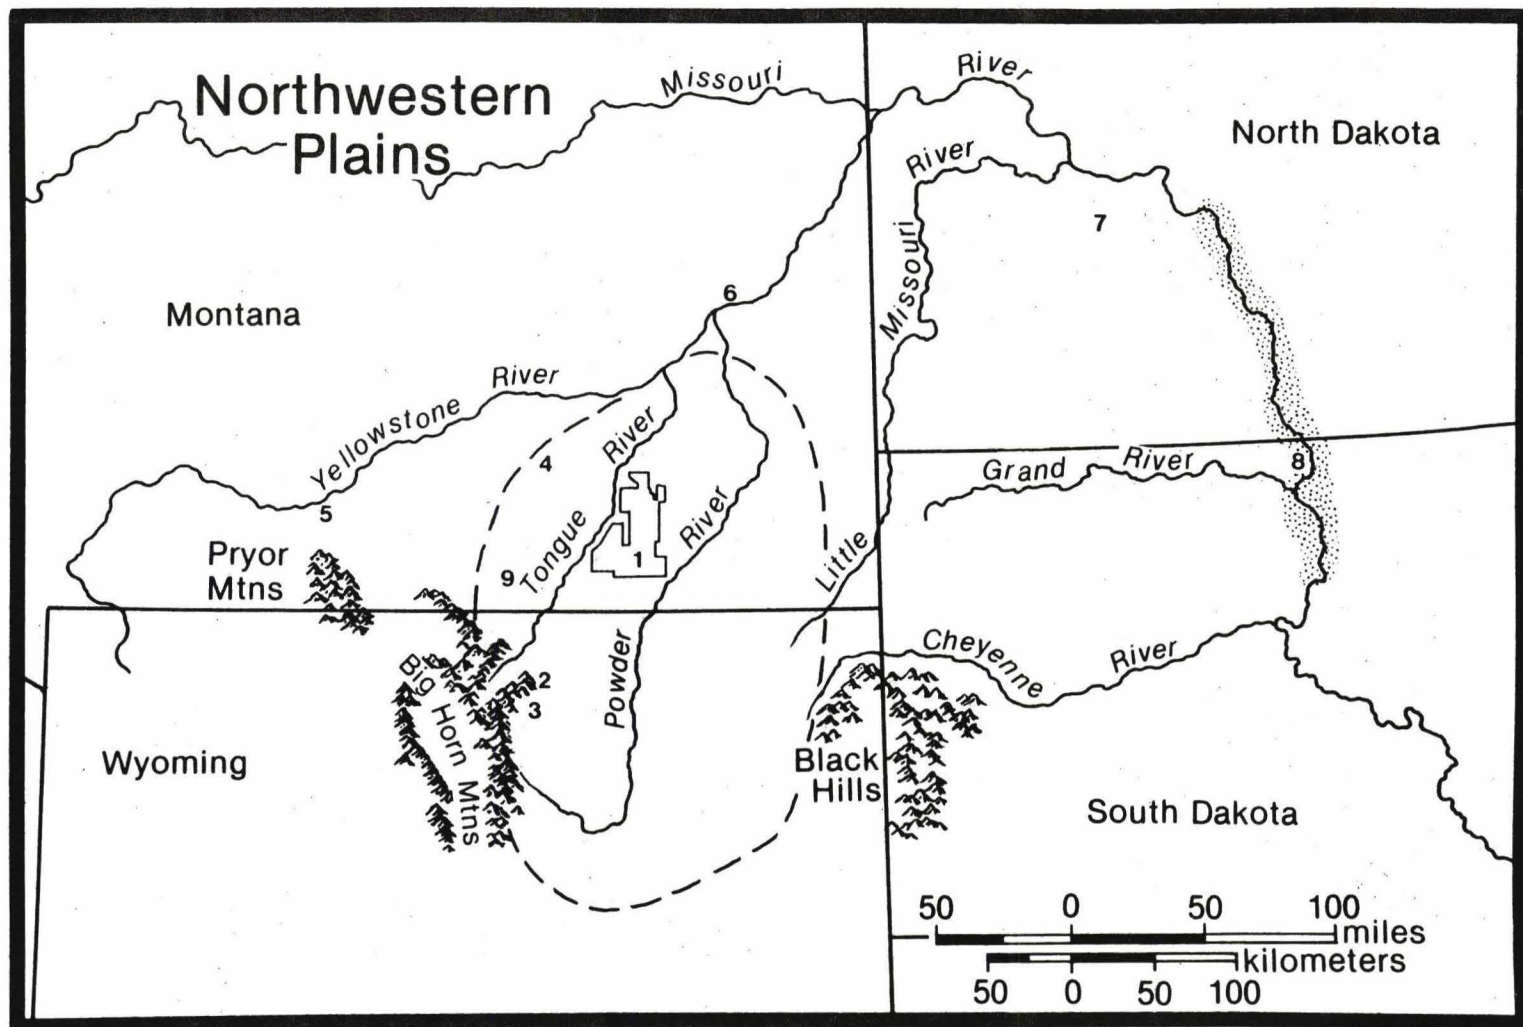 Northwestern
Plains
Missouri
River
North Dakota
River
Missouri
7
6
Montana
River
Yellowstone
5
4
River
Tongue
9
1
River
Powder
Little
Grand
River
8
Pryor
Mtns
Big Horn Mtns
2
3
Cheyenne
River
Wyoming
Black
Hills
South Dakota
50 0 50 100
miles
kilometers
50 0 50 100